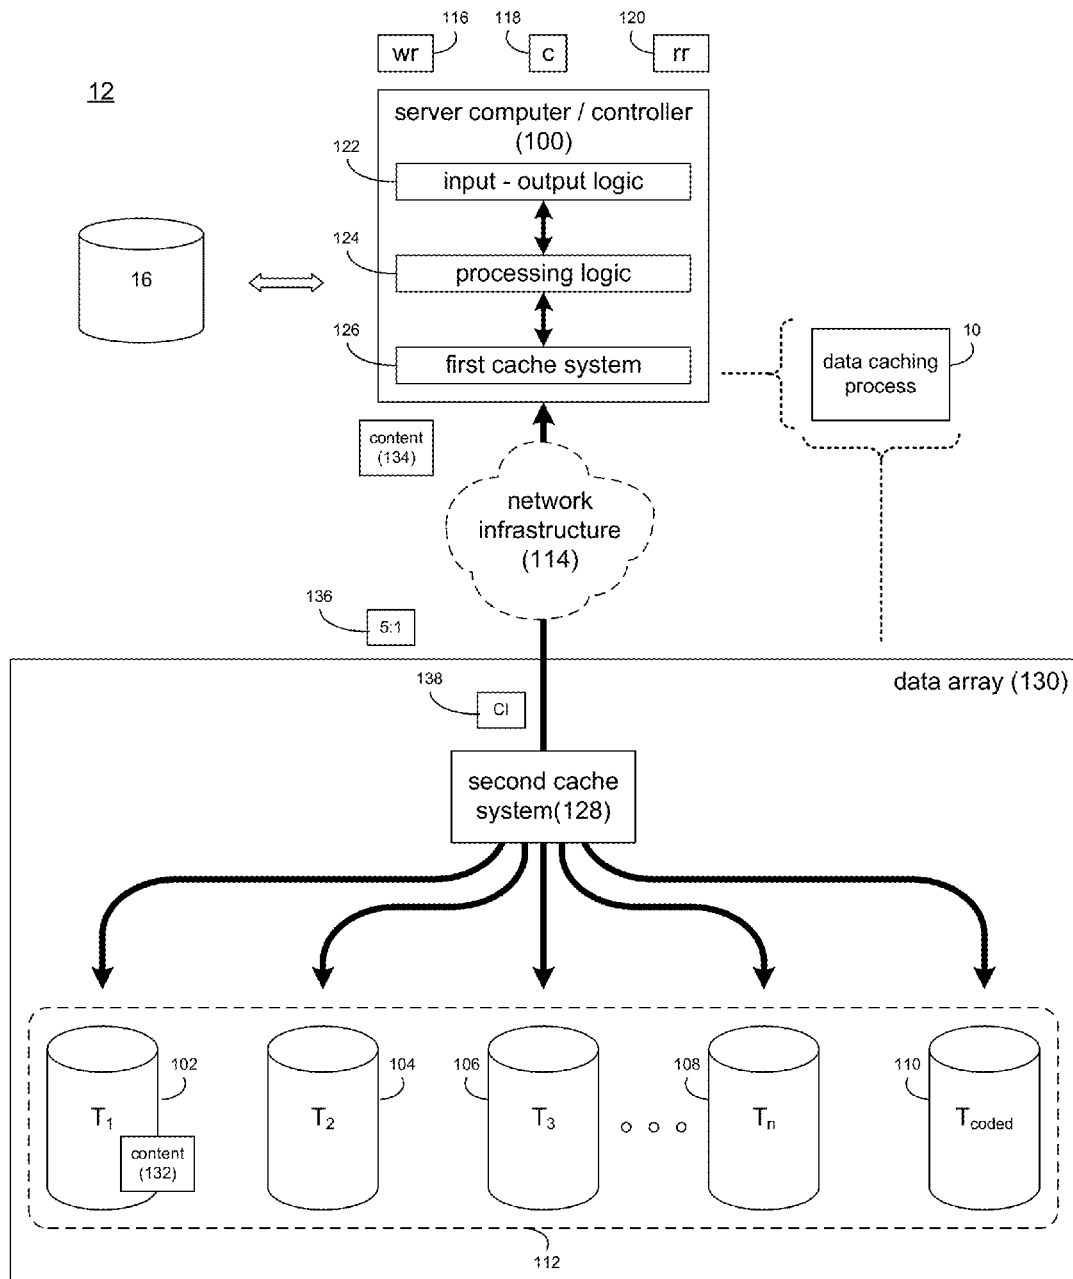 116
118
120
wr
c
rr
12
server computer / controller
(100)
122
input - output logic
124
processing logic
16
126
first cache system
10
data caching
process
content
(134)
network
infrastructure
(114)
136
5:1
data array (130)
138
CI
second cache
system(128)
102
104
106
108
110
T1
T2
T3
Tn
Tcoded
content
(132)
112